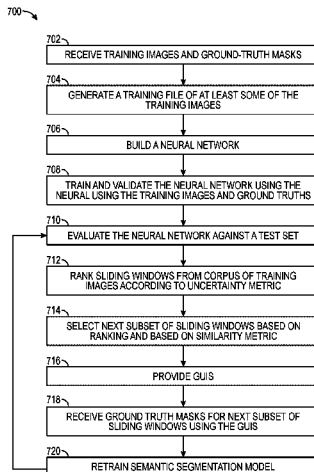 700
702
RECEIVE TRAINING IMAGES AND GROUND-TRUTH MASKS
704
GENERATE A TRAINING FILE OF AT LEAST SOME OF THE
TRAINING IMAGES
706
BUILD A NEURAL NETWORK
708
TRAIN AND VALIDATE THE NEURAL NETWORK USING THE
NEURAL USING THE TRAINING IMAGES AND GROUND TRUTHS
710
EVALUATE THE NEURAL NETWORK AGAINST A TEST SET
712
RANK SLIDING WINDOWS FROM CORPUS OF TRAINING
IMAGES ACCORDING TO UNCERTAINTY METRIC
714
SELECT NEXT SUBSET OF SLIDING WINDOWS BASED ON
RANKING AND BASED ON SIMILARITY METRIC
716
PROVIDE GUIS
718
RECEIVE GROUND TRUTH MASKS FOR NEXT SUBSET OF
SLIDING WINDOWS USING THE GUIS
720
RETRAIN SEMANTIC SEGMENTATION MODEL